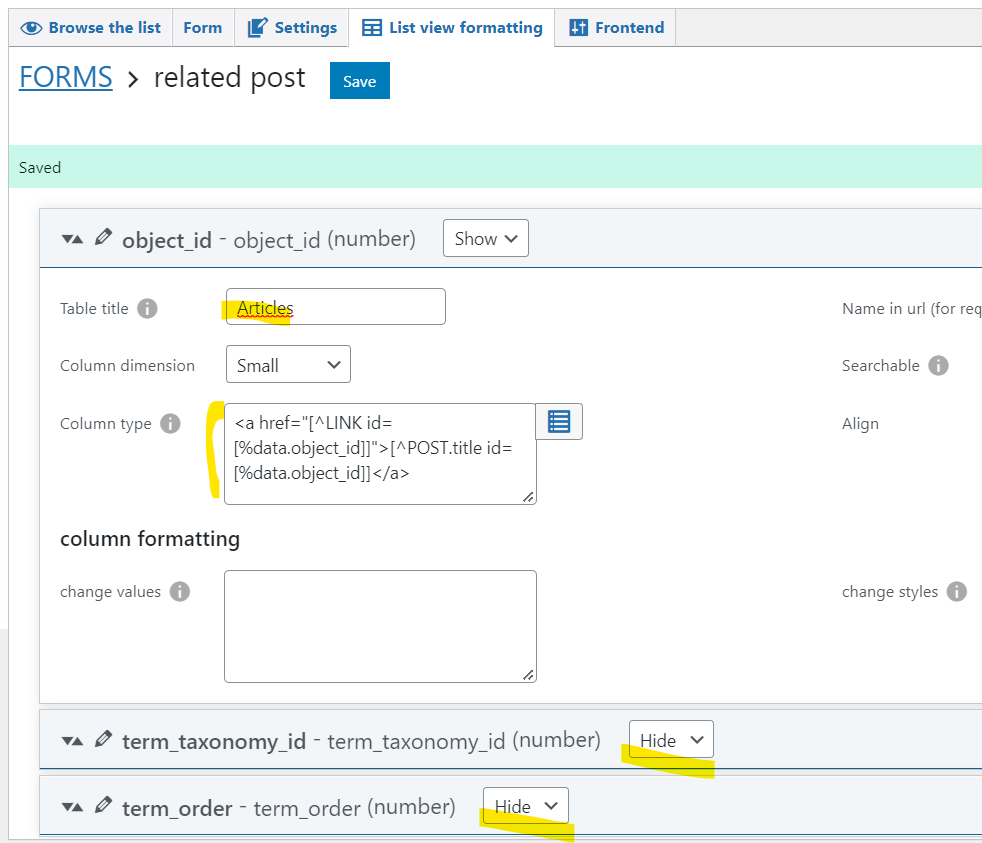 Browse the list Form Settings List view formatting Frontend
FORMS > related post Save
Saved
object_id - object_id (number) Show
Table title Articles Name in url (for req
Column dimension Small Searchable
Column type <a href="[^LINK id= Align
[%data.object_id]]">[^POST.title id=
[%data.object_id]]</a>
column formatting
change values change styles
term_taxonomy_id - term_taxonomy_id (number) Hide
term_order - term_order (number) Hide